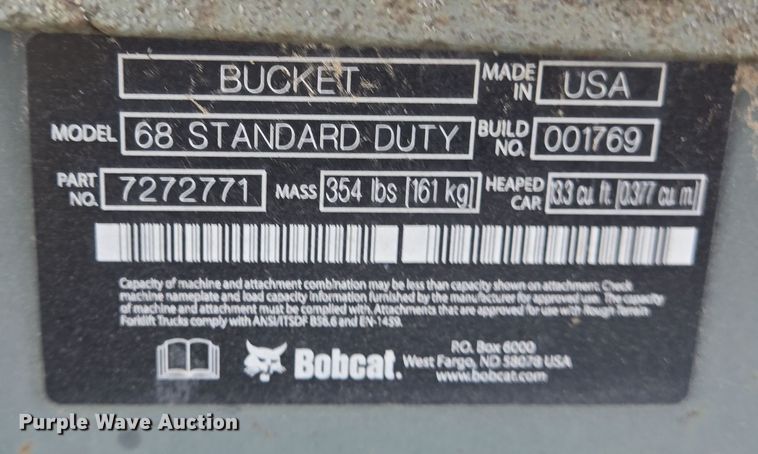 BUCKET MADE IN USA
MODEL 68 STANDARD DUTY BUILD NO. 001769
PART NO. 7272771 MASS 354 lbs [161 kg] HEAPED CAP. 13.3 cu. ft. [0.377 cu. m]
Capacity of machine and attachment combination may be less than capacity shown on attachment. Check
machine nameplate and load capacity information furnished by the manufacturer for approved use. The capacity
of machine and attachment must be complied with. Attachments that are approved for use with Rough Terrain
Forklift Trucks comply with ANSI/ITSDF B56.6 and EN-1459.
Bobcat.
P.O. Box 6000
West Fargo, ND 58078 USA
www.bobcat.com
Purple Wave Auction